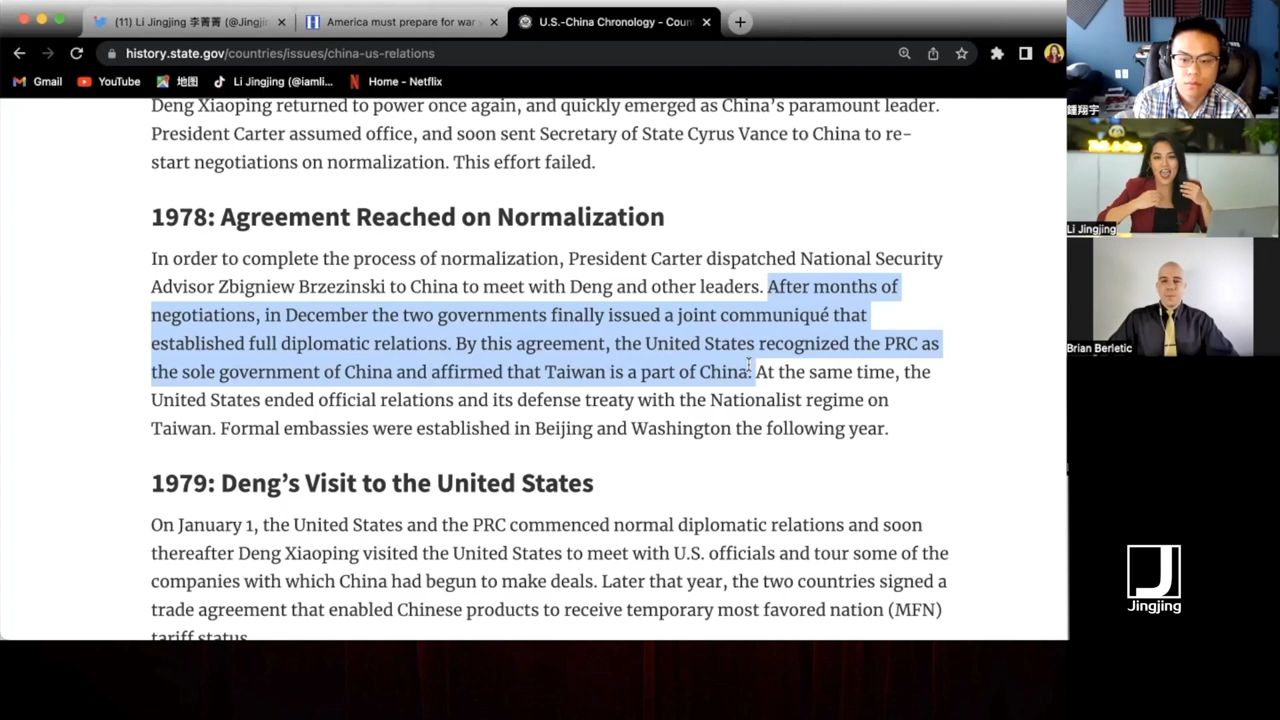 (11) Li Jingjing 李菁菁 (@Jingjin
America must prepare for war
U.S.-China Chronology - Coun
history.state.gov/countries/issues/china-us-relations
Gmail
YouTube
地图
Li Jingjing (@iamli...
Home - Netflix
Deng Xiaoping returned to power once again, and quickly emerged as China's paramount leader.
President Carter assumed office, and soon sent Secretary of State Cyrus Vance to China to re-
start negotiations on normalization. This effort failed.
1978: Agreement Reached on Normalization
In order to complete the process of normalization, President Carter dispatched National Security
Advisor Zbigniew Brzezinski to China to meet with Deng and other leaders. After months of
negotiations, in December the two governments finally issued a joint communiqué that
established full diplomatic relations. By this agreement, the United States recognized the PRC as
the sole government of China and affirmed that Taiwan is a part of China. At the same time, the
United States ended official relations and its defense treaty with the Nationalist regime on
Taiwan. Formal embassies were established in Beijing and Washington the following year.
1979: Deng's Visit to the United States
On January 1, the United States and the PRC commenced normal diplomatic relations and soon
thereafter Deng Xiaoping visited the United States to meet with U.S. officials and tour some of the
companies with which China had begun to make deals. Later that year, the two countries signed a
trade agreement that enabled Chinese products to receive temporary most favored nation (MFN)
tariff status.
鍾翔宇
Li Jingjing
Brian Berletic
Jingjing